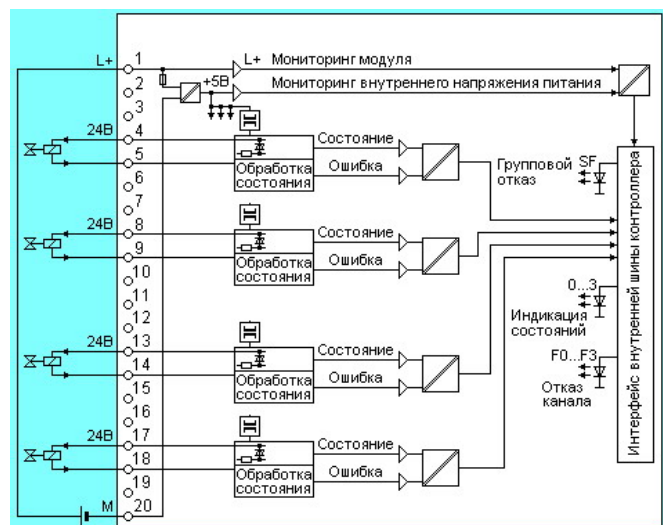 L+
1
L+ Мониторинг модуля
2
+5В
Мониторинг внутреннего напряжения питания
3
24В
4
Состояние
5
Обработка состояния
Ошибка
6
Групповой отказ
SF
7
24В
8
Состояние
9
Обработка состояния
Ошибка
10
11
12
0...3
Индикация состояний
24В
13
Состояние
14
Обработка состояния
Ошибка
F0...F3
Отказ канала
15
16
24В
17
Состояние
18
Обработка состояния
Ошибка
19
M
20
Интерфейс внутренней шины контроллера